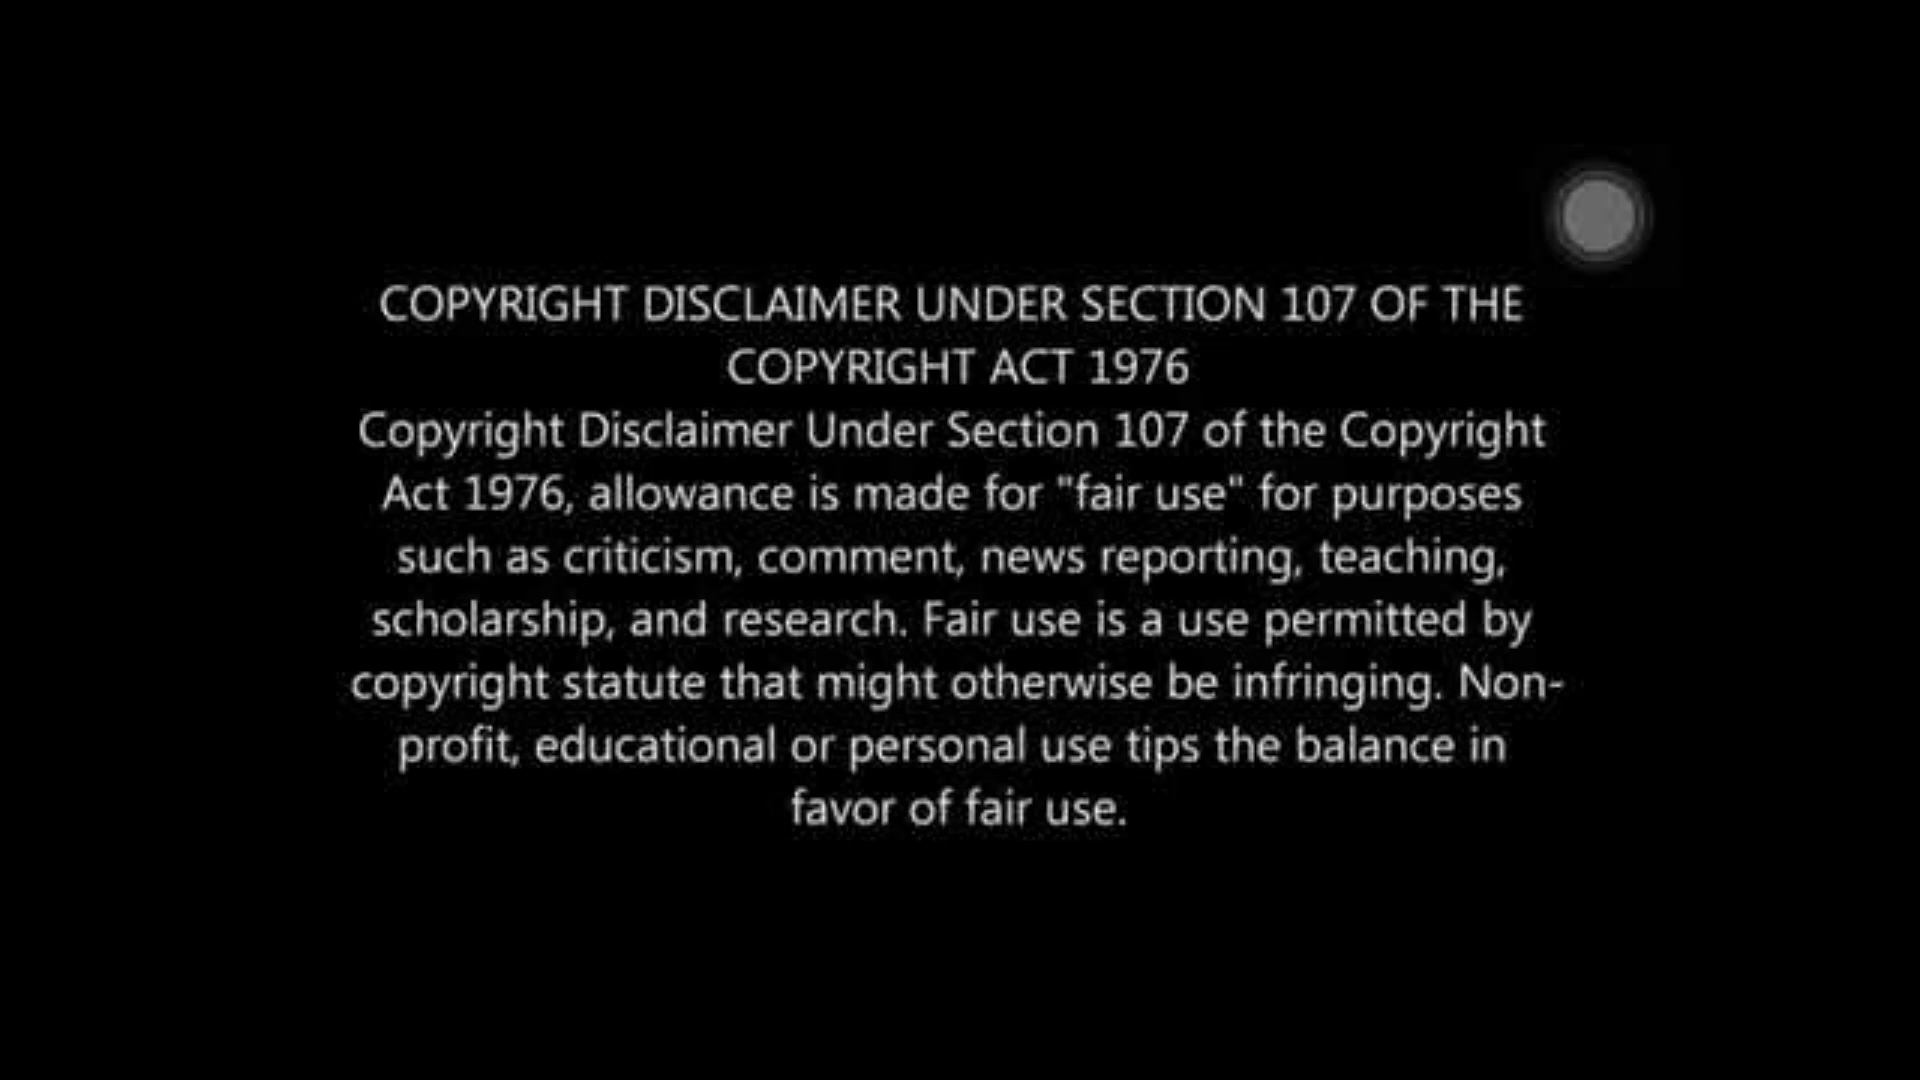 COPYRIGHT DISCLAIMER UNDER SECTION 107 OF THE
COPYRIGHT ACT 1976
Copyright Disclaimer Under Section 107 of the Copyright
Act 1976, allowance is made for "fair use" for purposes
such as criticism, comment, news reporting, teaching,
scholarship, and research. Fair use is a use permitted by
copyright statute that might otherwise be infringing. Non-
profit, educational or personal use tips the balance in
favor of fair use.